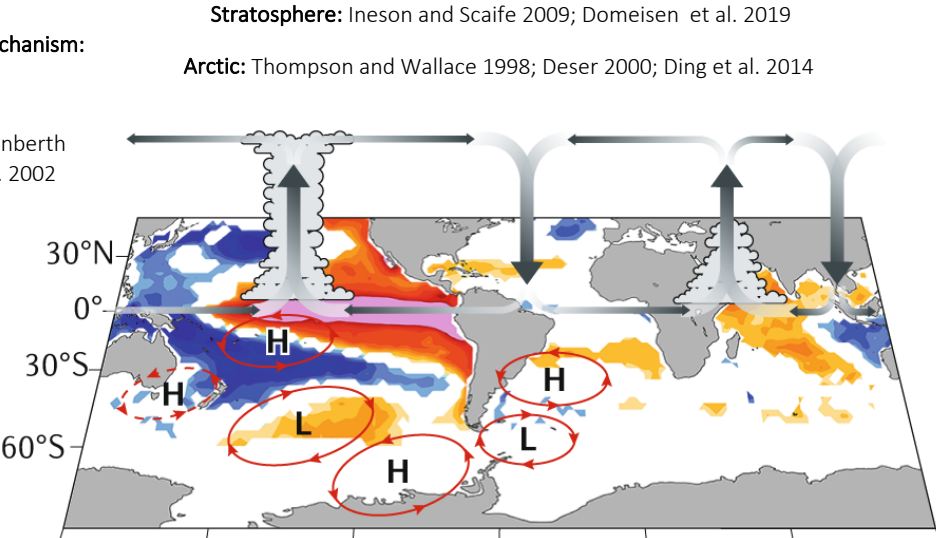 Stratosphere: Ineson and Scaife 2009; Domeisen et al. 2019
chanism:
Arctic: Thompson and Wallace 1998; Deser 2000; Ding et al. 2014
nberth
. 2002
30°N
0°
H
30°S
H
H
L
L
60°S
H